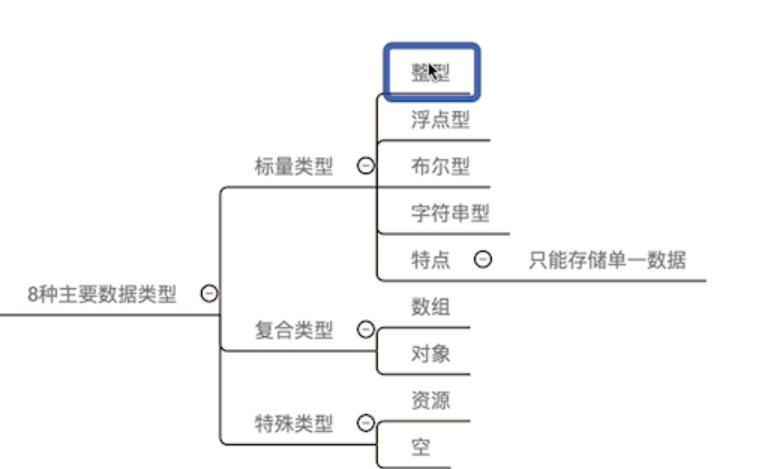 整型
浮点型
标量类型
布尔型
字符串型
特点
只能存储单一数据
8种主要数据类型
数组
复合类型
对象
资源
特殊类型
空